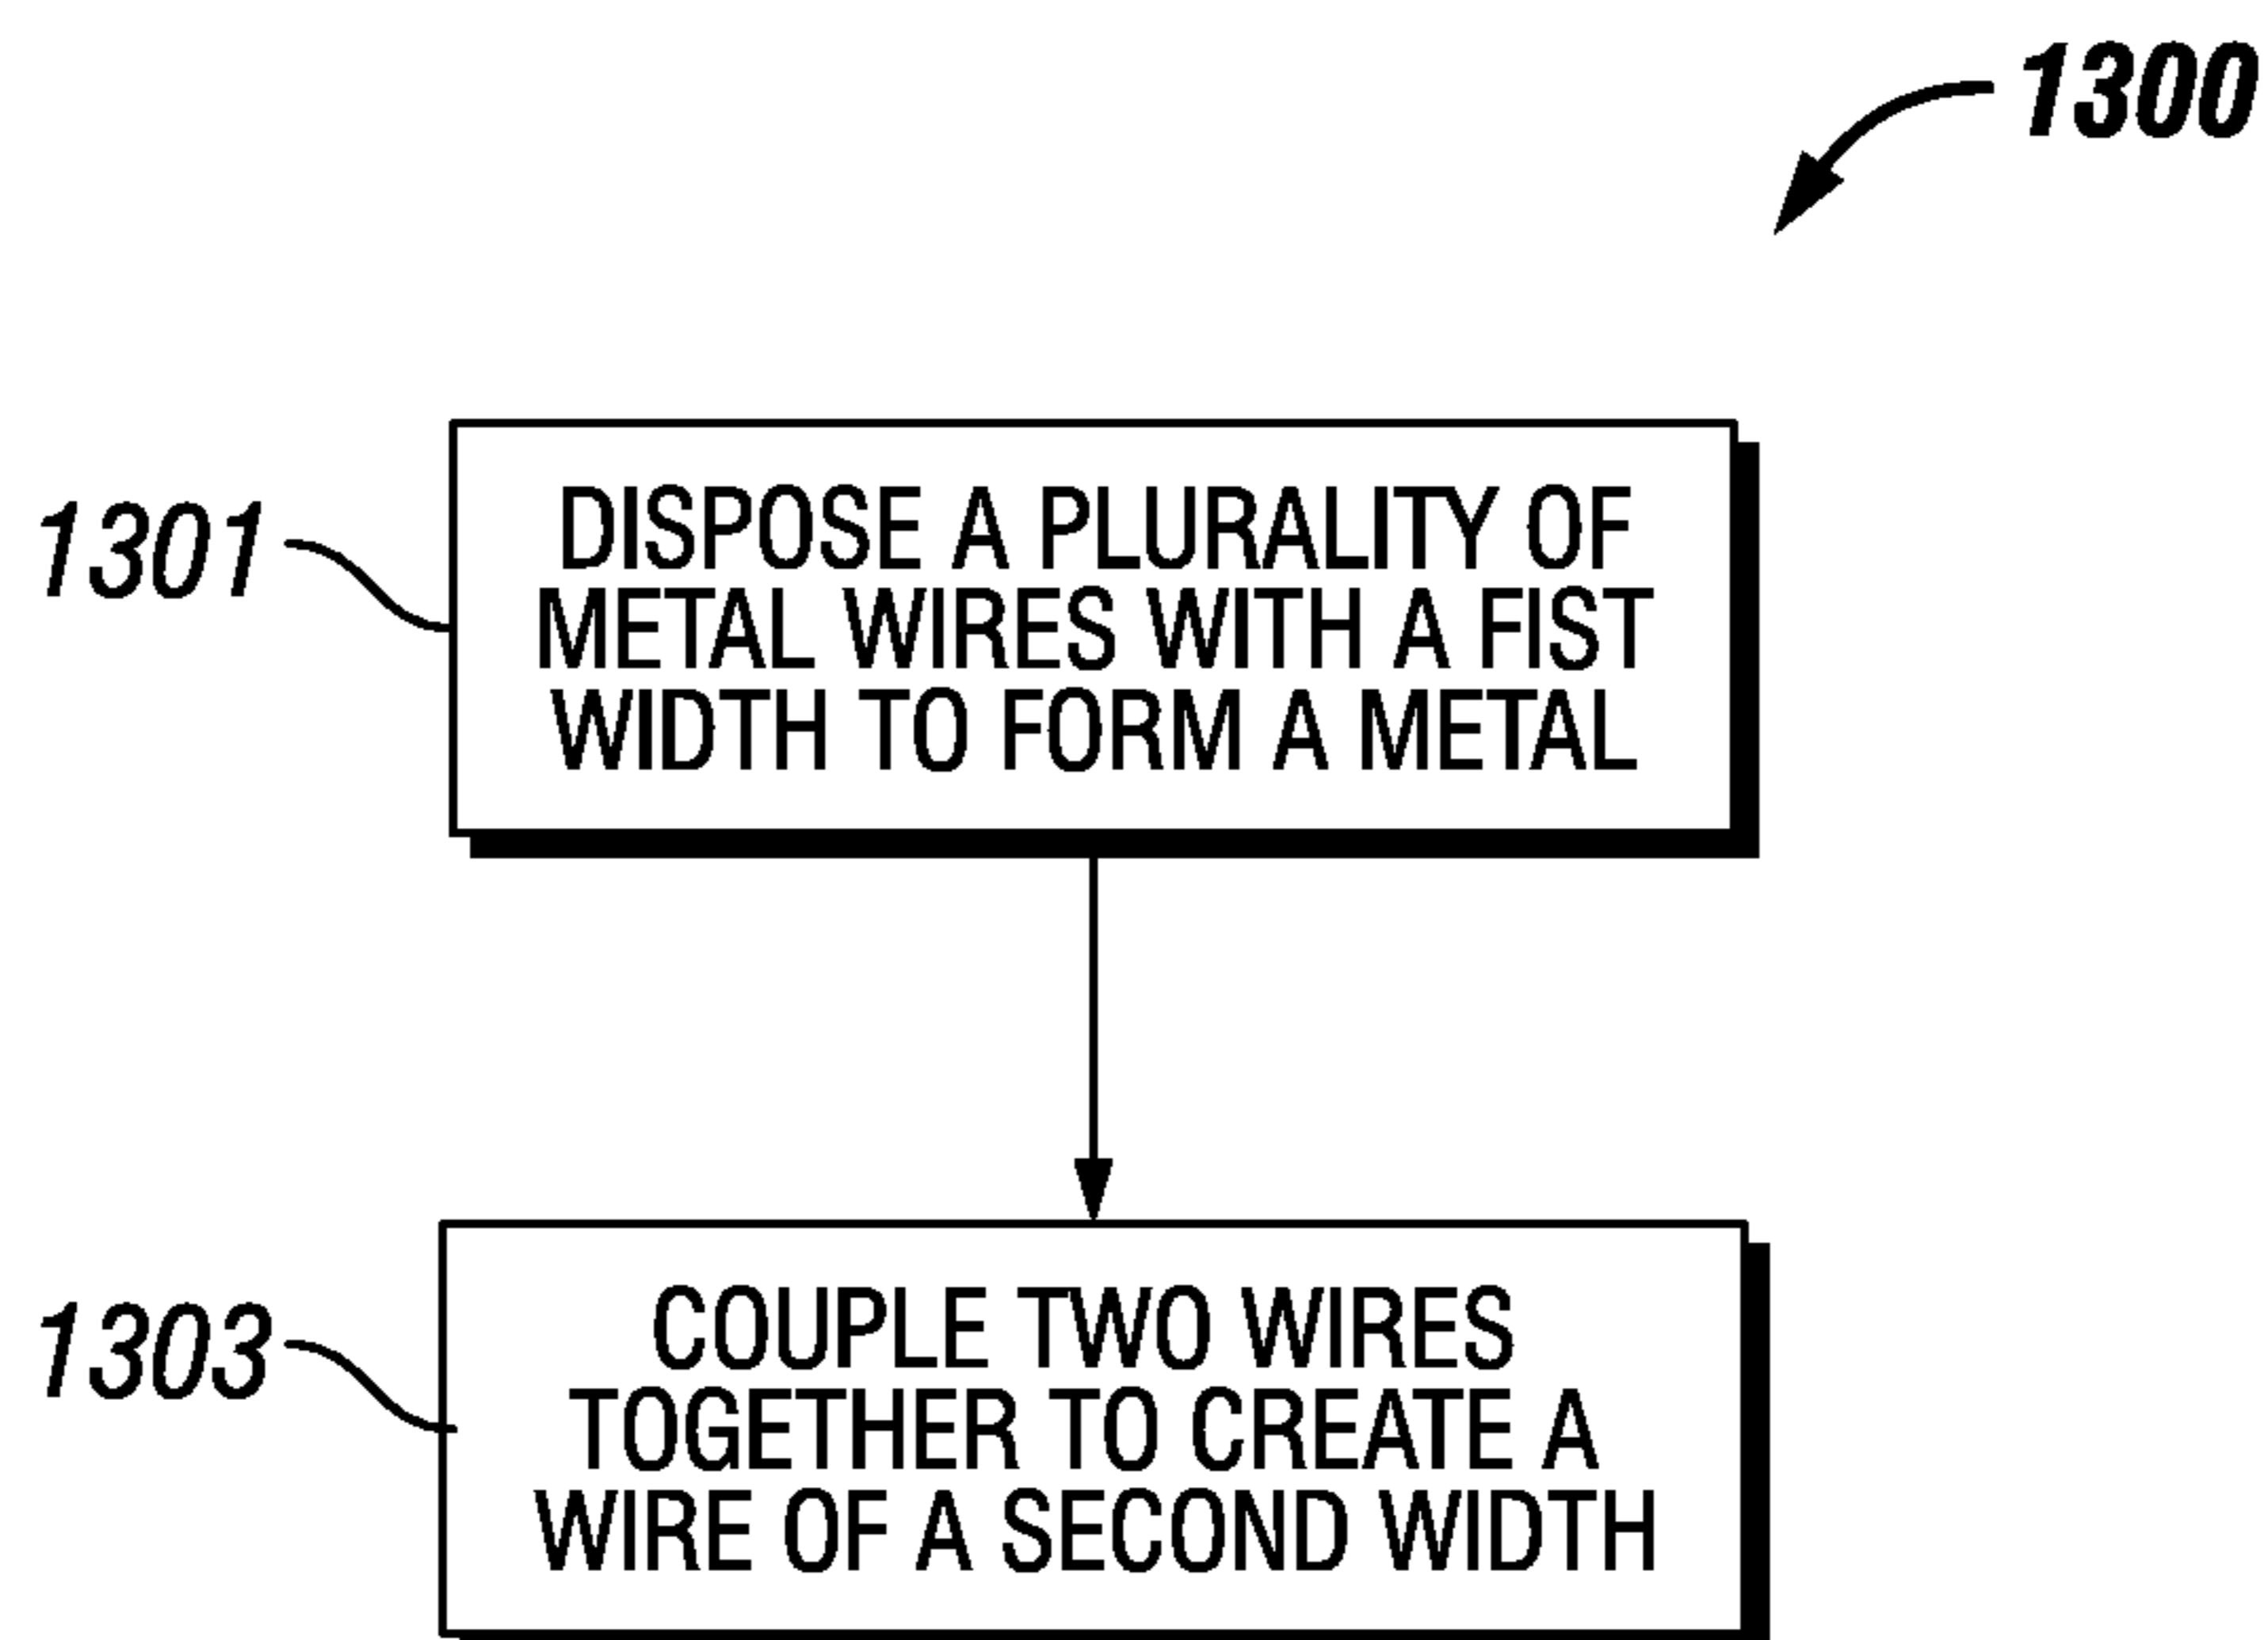 1300
1301
DISPOSE A PLURALITY OF
METAL WIRES WITH A FIST
WIDTH TO FORM A METAL
1303
COUPLE TWO WIRES
TOGETHER TO CREATE A
WIRE OF A SECOND WIDTH